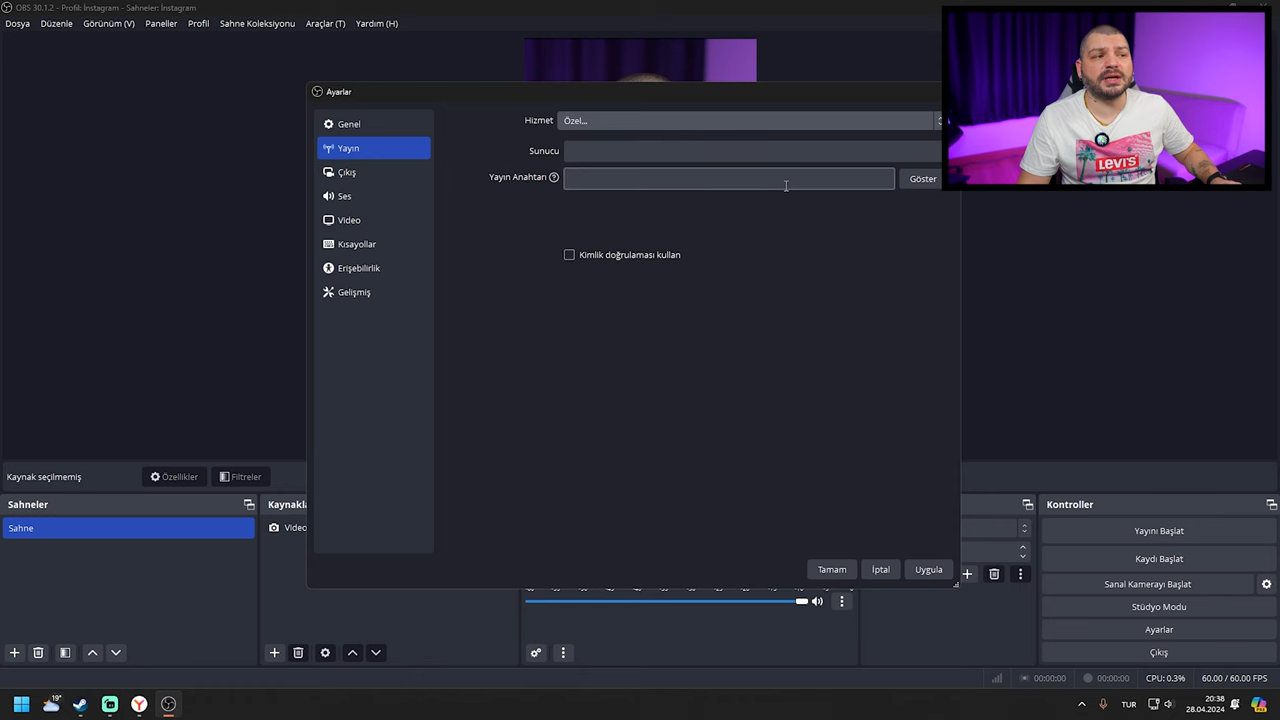 OBS 30.1.2 - Profil: İnstagram - Sahneler: İnstagram
Dosya Düzenle Görünüm (V) Paneller Profil Sahne Koleksiyonu Araçlar (T) Yardım (H)
Ayarlar
Genel
Yayın
Çıkış
Ses
Video
Kısayollar
Erişebilirlik
Gelişmiş
Hizmet Özel...
Sunucu
Yayın Anahtarı Göster
Kimlik doğrulaması kullan
LEVI'S
Tamam İptal Uygula
Kaynak seçilmemiş Özellikler Filtreler
Sahneler
Sahne
Kaynakla
Video
Kontroller
Yayını Başlat
Kaydı Başlat
Sanal Kamerayı Başlat
Stüdyo Modu
Ayarlar
Çıkış
00:00:00 00:00:00 CPU: 0.3% 60.00 / 60.00 FPS
19°
TUR
20:38
28.04.2024